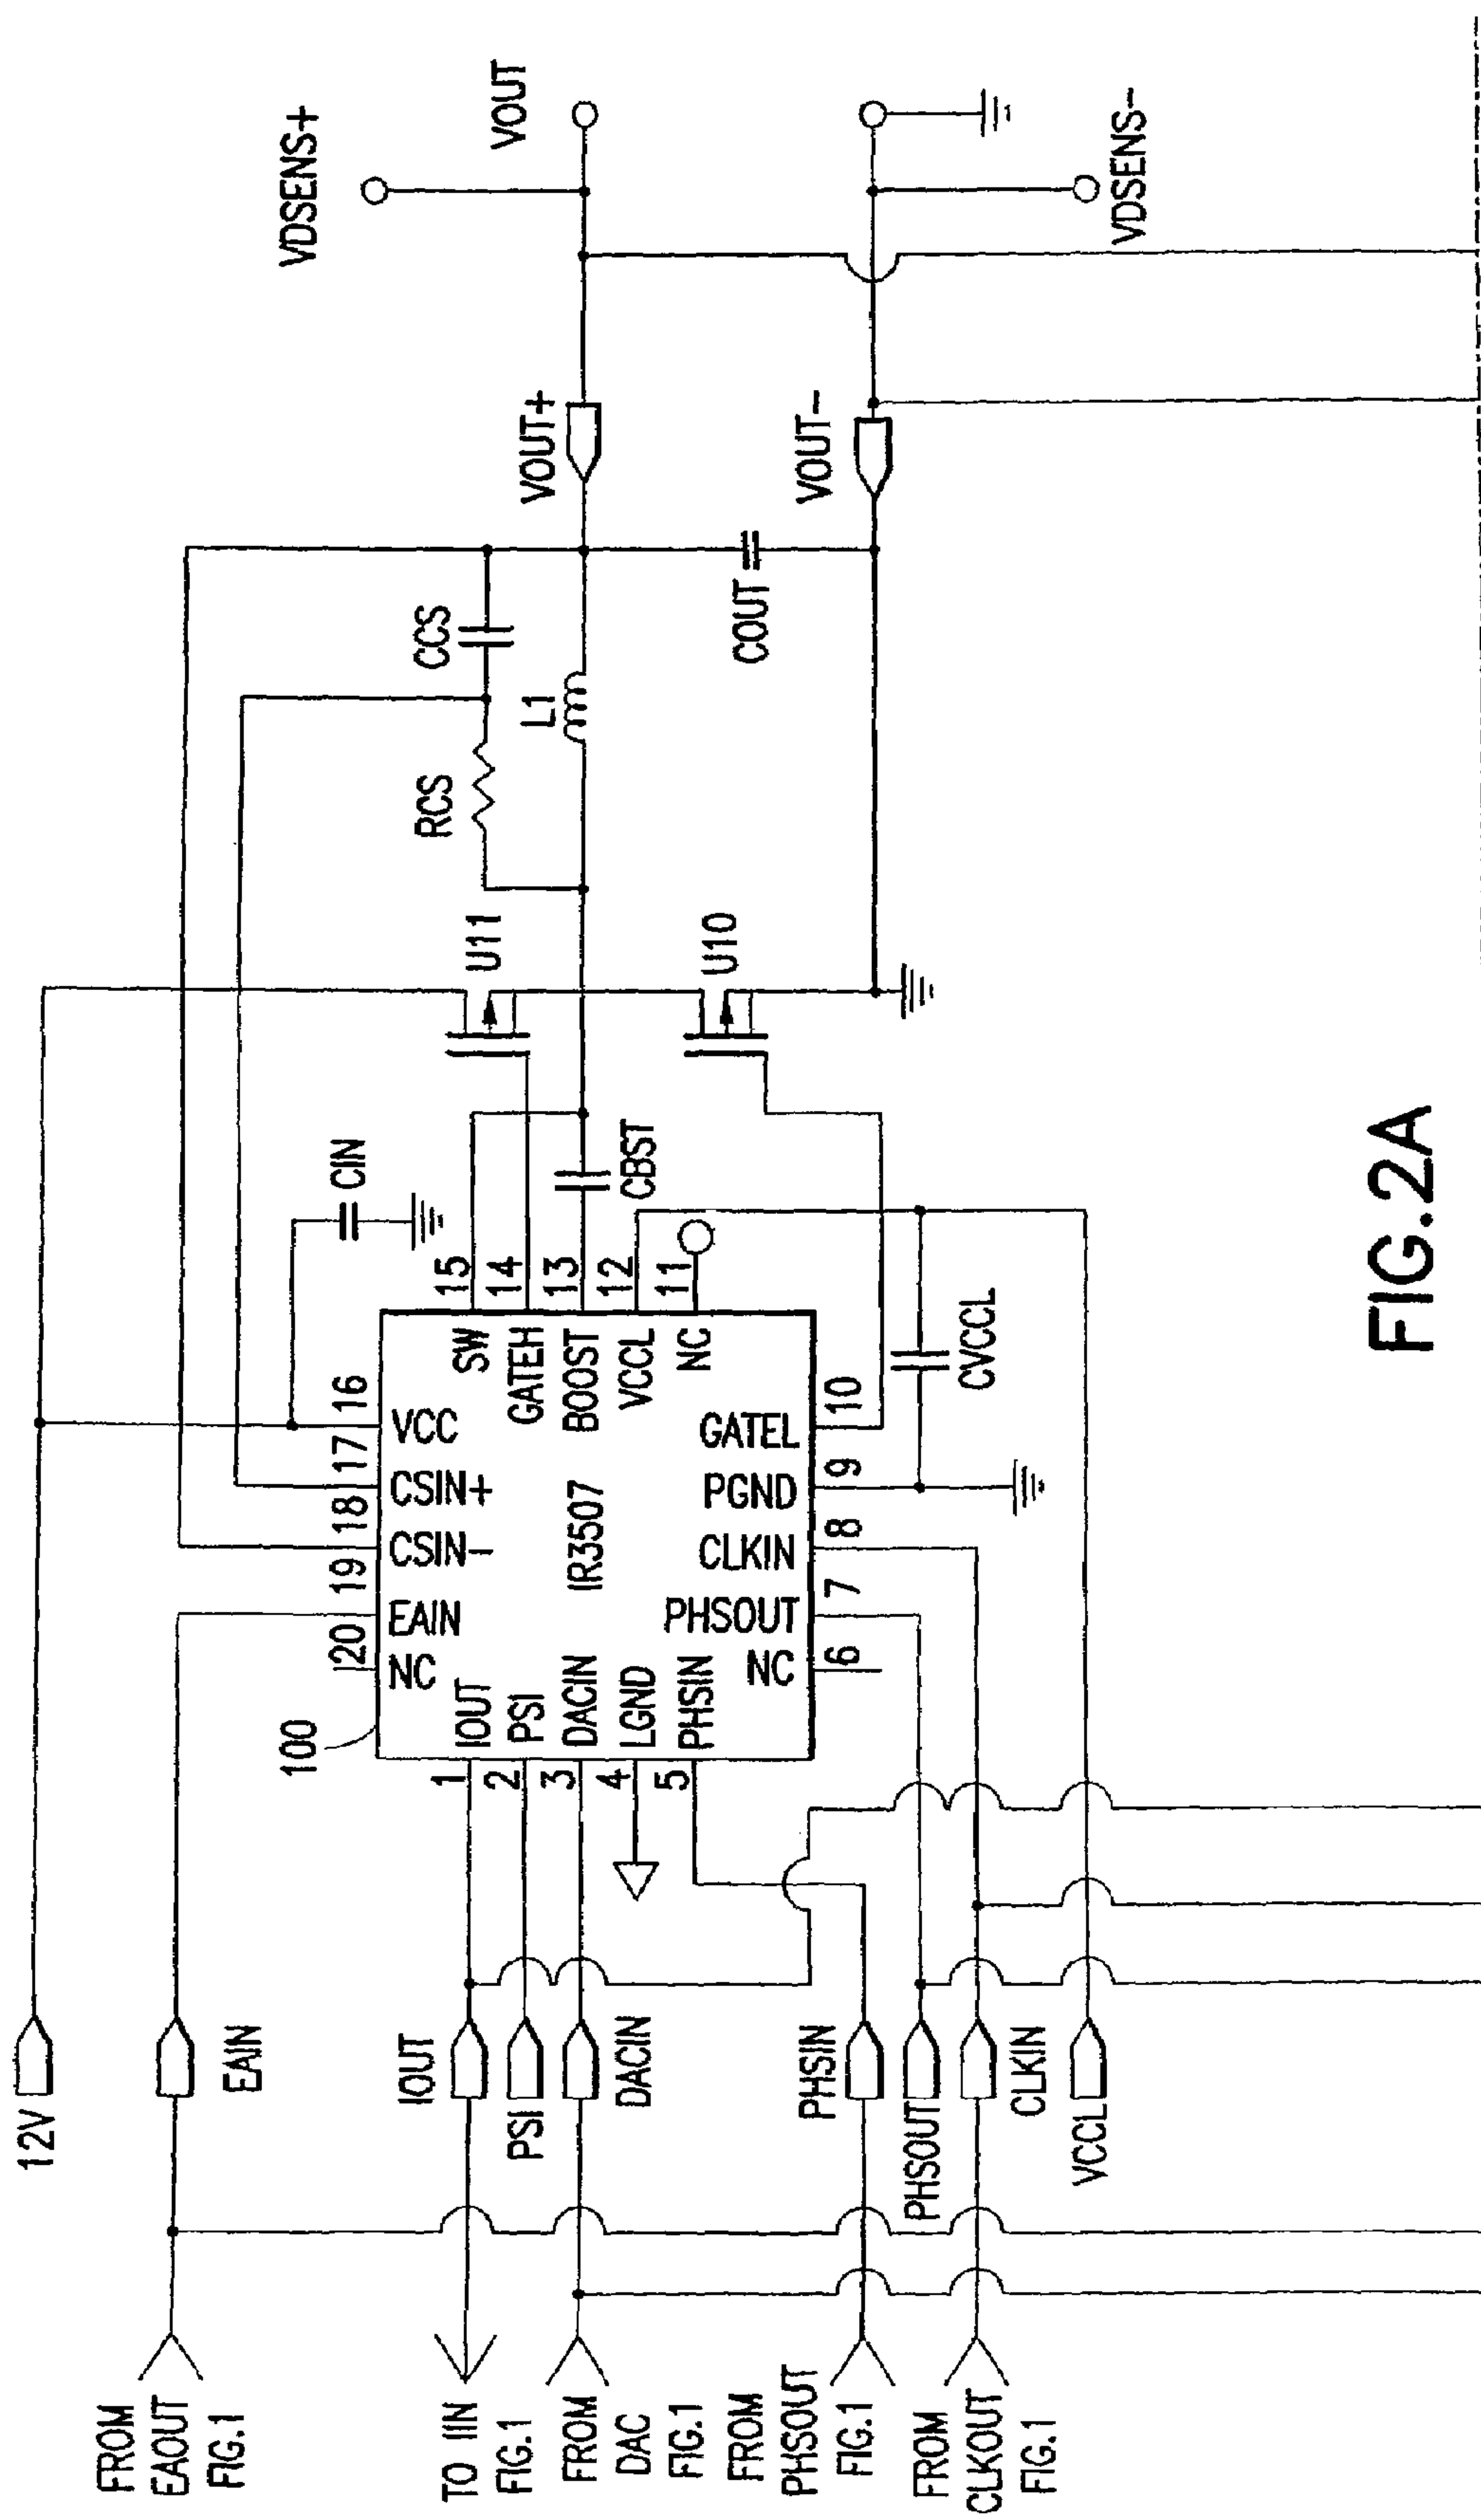 12V
FROM
EAOUT
FIG.1
EAIN
TO IIN
FIG.1
IOUT
PSI
FROM
DAC
FIG.1
DACIN
FROM
PHSOUT
FIG.1
PHSIN
PHSOUT
FROM
CLKOUT
FIG.1
CLKIN
VCCL
100
20
19
18
17
16
NC
EAIN
CSIN-
CSIN+
VCC
1
2
3
4
5
IOUT
PSI
DACIN
LGND
PHSIN
IR3507
SW
GATEH
BOOST
VCCL
NC
15
14
13
12
11
NC
PHSOUT
CLKIN
PGND
GATEL
6
7
8
9
10
CIN
CBST
CVCCL
U11
U10
RCS
CCS
L1
COUT
VOUT+
VOUT-
VDSENS+
VOUT
VDSENS-
FIG.2A